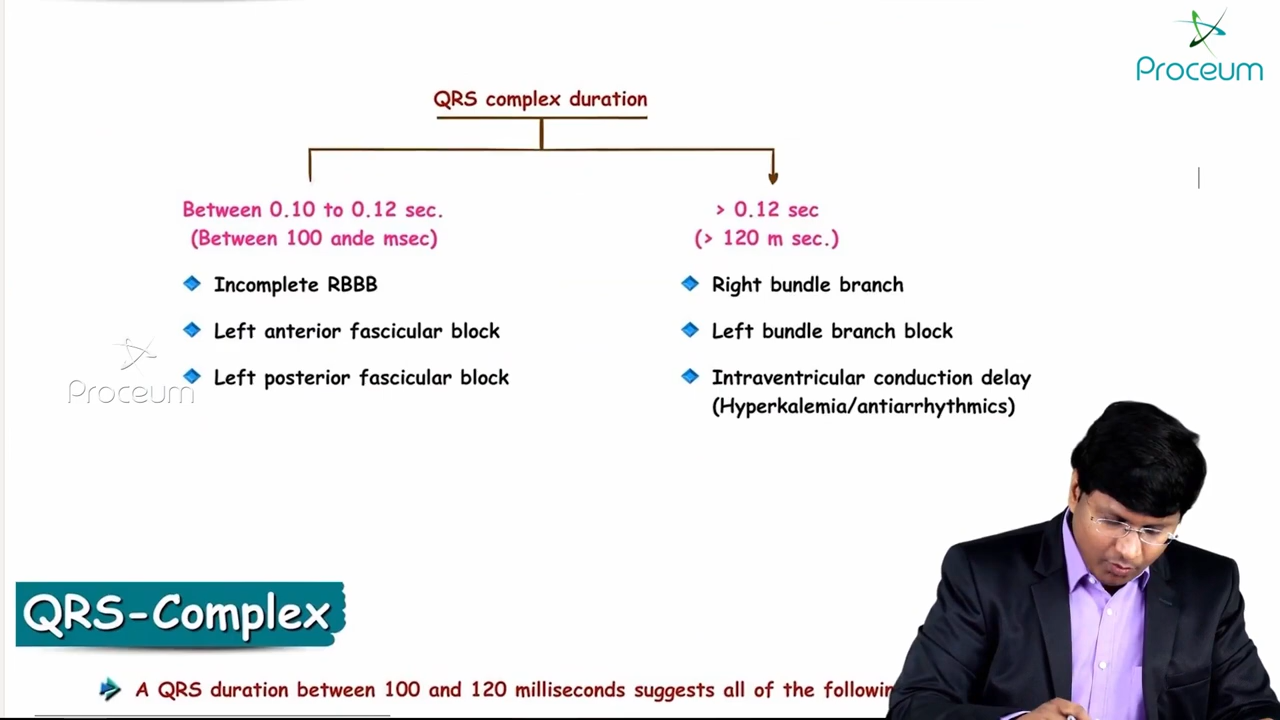 Proceum
QRS complex duration
Between 0.10 to 0.12 sec.
(Between 100 ande msec)
Incomplete RBBB
Left anterior fascicular block
Left posterior fascicular block
> 0.12 sec
(> 120 m sec.)
Right bundle branch
Left bundle branch block
Intraventricular conduction delay
(Hyperkalemia/antiarrhythmics)
Proceum
QRS-Complex
A QRS duration between 100 and 120 milliseconds suggests all of the